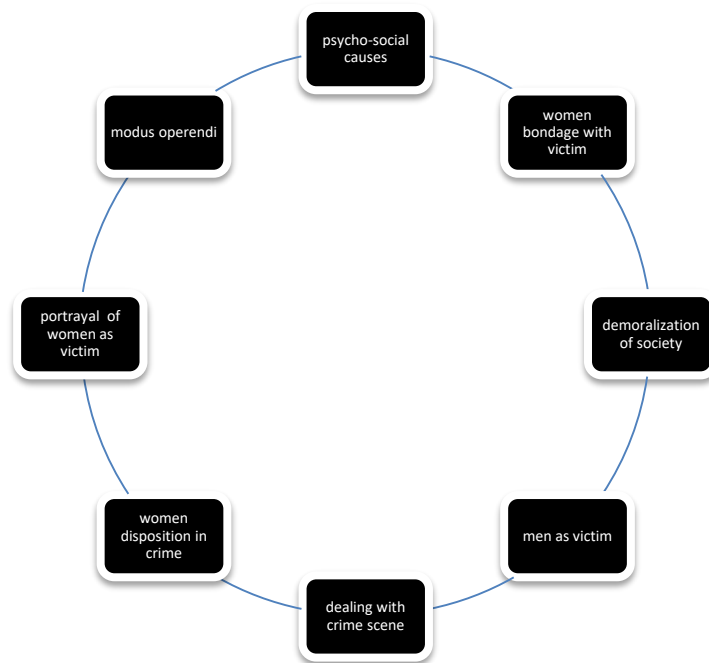 psycho-social
causes
women
bondage with
victim
demoralization
of society
men as victim
dealing with
crime scene
women
disposition in
crime
portrayal of
women as
victim
modus operendi